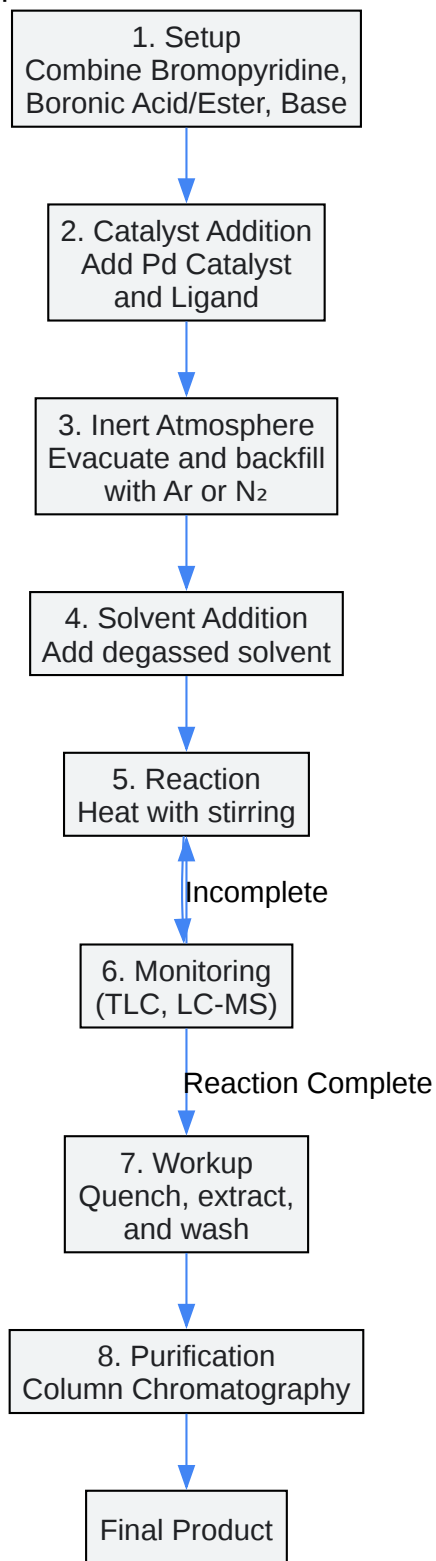 1. Setup
Combine Bromopyridine,
Boronic Acid/Ester, Base
2. Catalyst Addition
Add Pd Catalyst
and Ligand
3. Inert Atmosphere
Evacuate and backfill
with Ar or N₂
4. Solvent Addition
Add degassed solvent
5. Reaction
Heat with stirring
Incomplete
6. Monitoring
(TLC, LC-MS)
Reaction Complete
7. Workup
Quench, extract,
and wash
8. Purification
Column Chromatography
Final Product